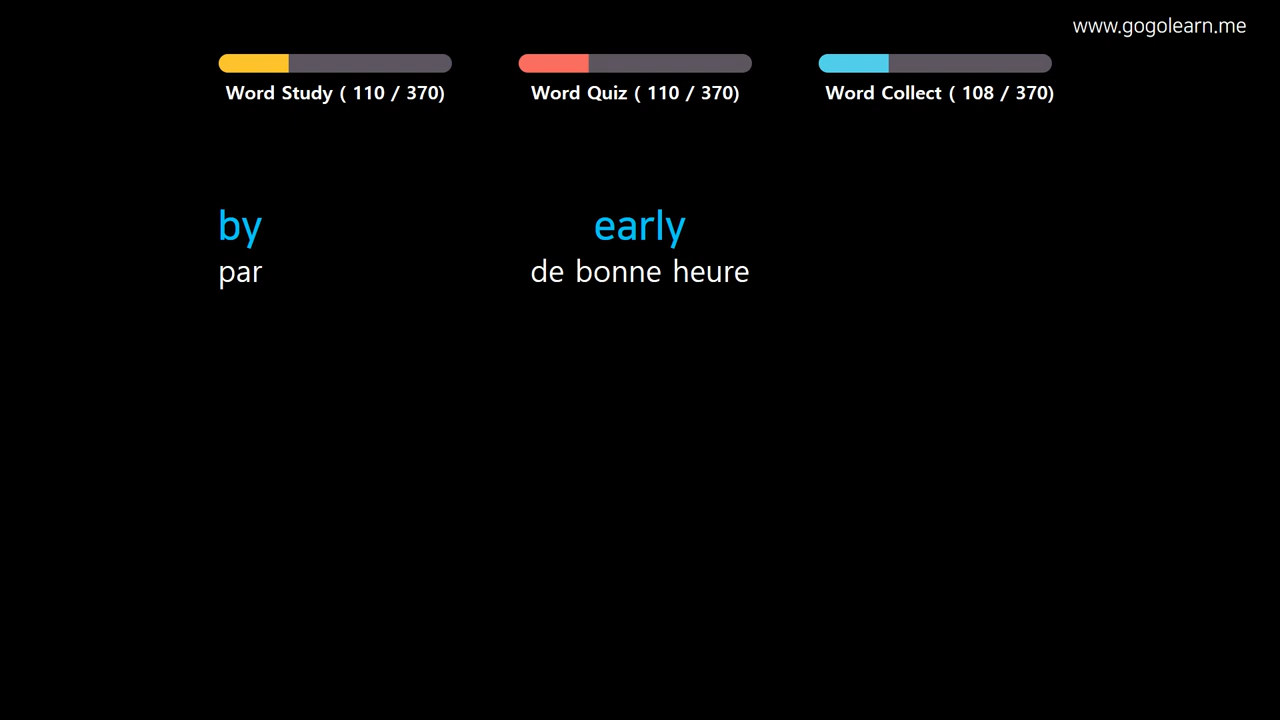 www.gogolearn.me
Word Study ( 110 / 370)
Word Quiz ( 110 / 370)
Word Collect ( 108 / 370)
by
par
early
de bonne heure